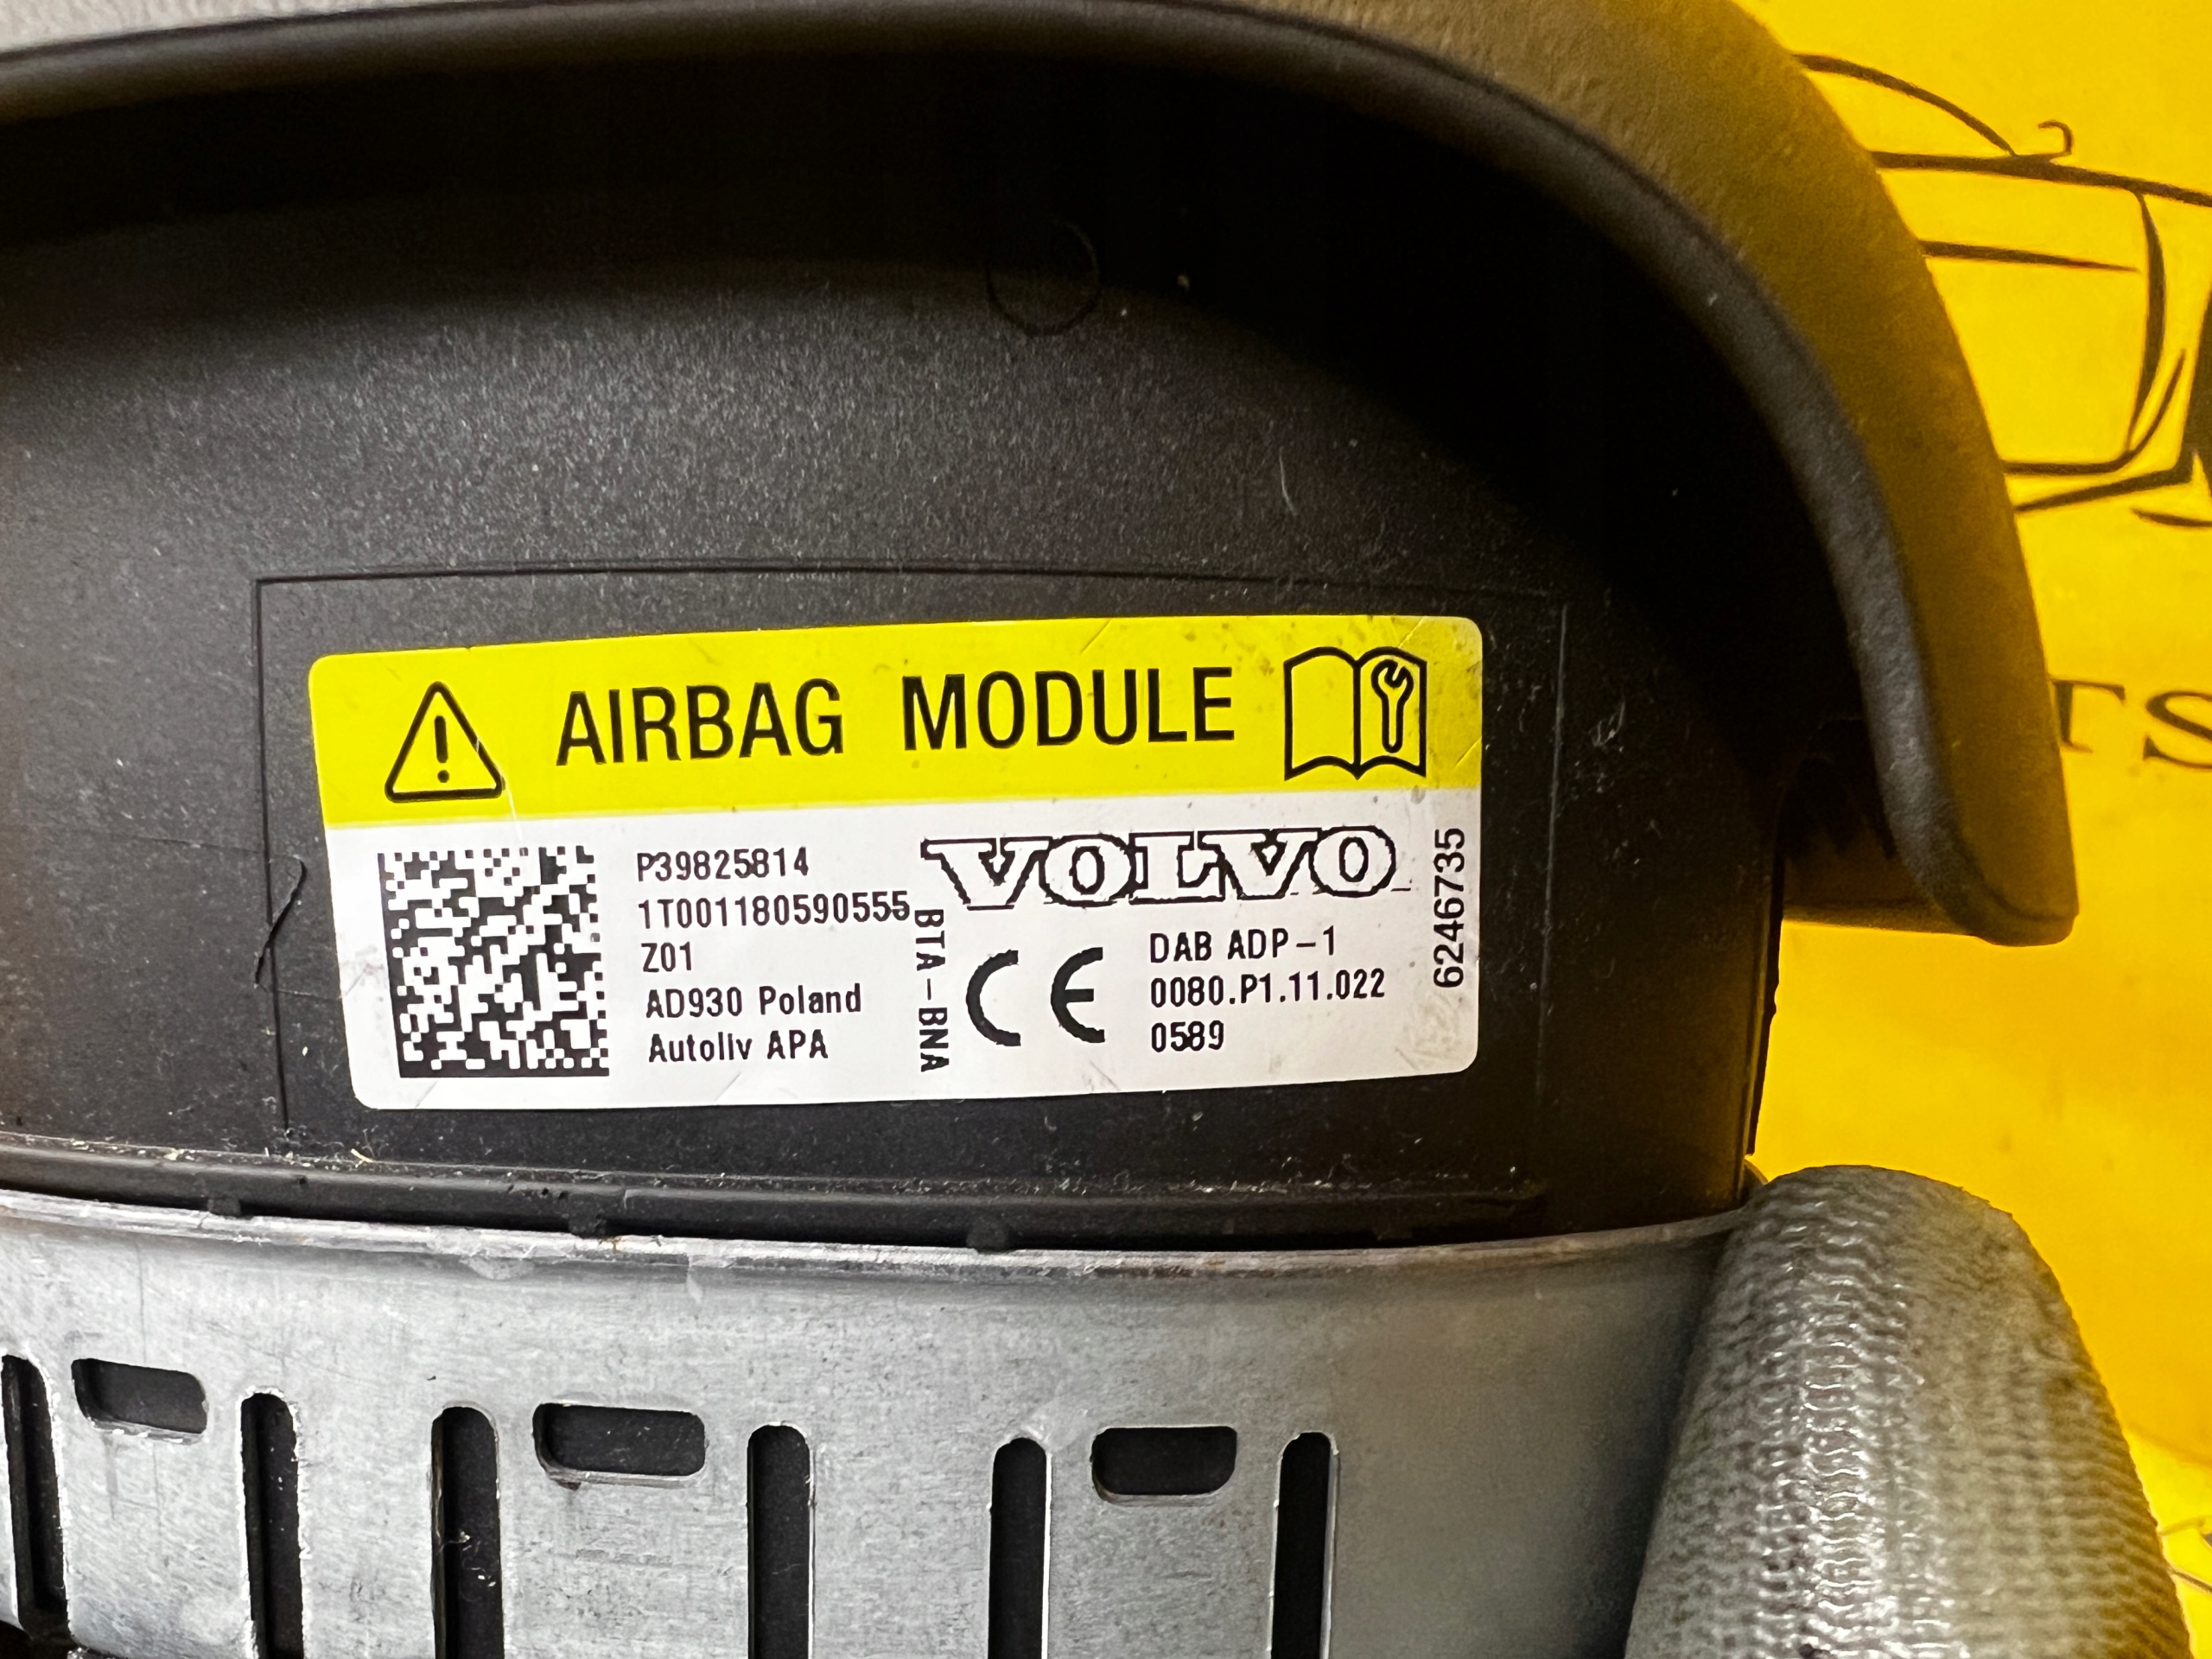 AIRBAG MODULE
P39825814
1T001180590555
Z01
AD930 Poland
Autoliv APA
BTA-BNA
VOLVO
CE
DAB ADP-1
0080.P1.11.022
0589
6246735
TS